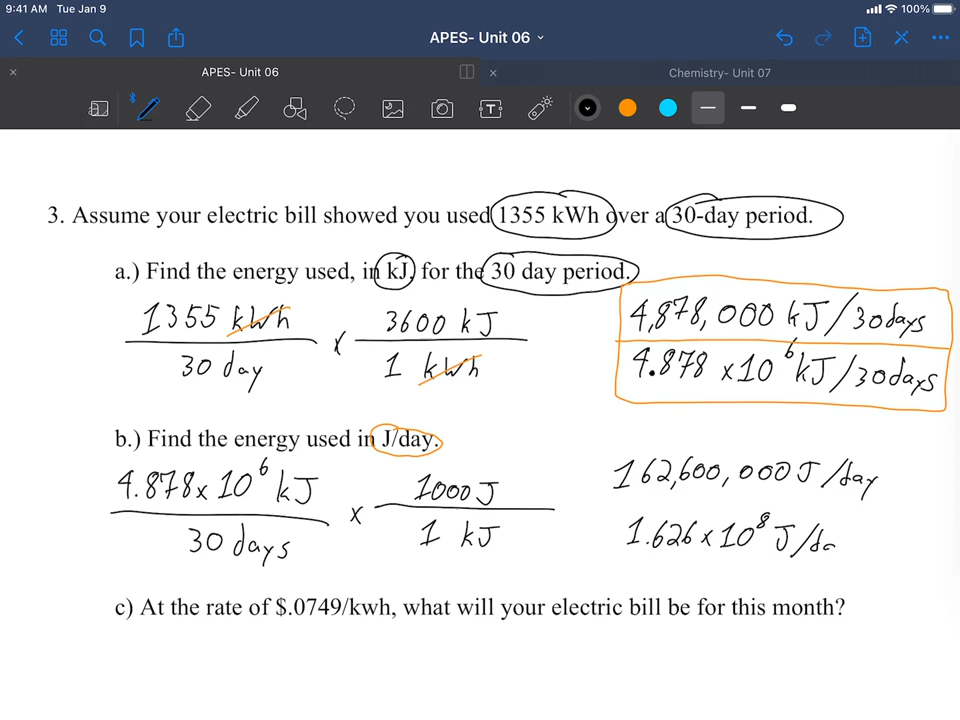 9:41 AM Tue Jan 9 100%
APES- Unit 06
APES- Unit 06 Chemistry- Unit 07
T
3. Assume your electric bill showed you used 1355 kWh over a 30-day period.
a.) Find the energy used, in kJ, for the 30 day period.
1355 kWh 3600 kJ
x
30 day 1 kWh
4,878,000 kJ/30days
4.878 x10^6 kJ/30days
b.) Find the energy used in J/day.
4.878x10^6 kJ 1000 J
x
30 days 1 kJ
162,600,000 J/day
1.626x10^8 J/da
c) At the rate of $.0749/kwh, what will your electric bill be for this month?